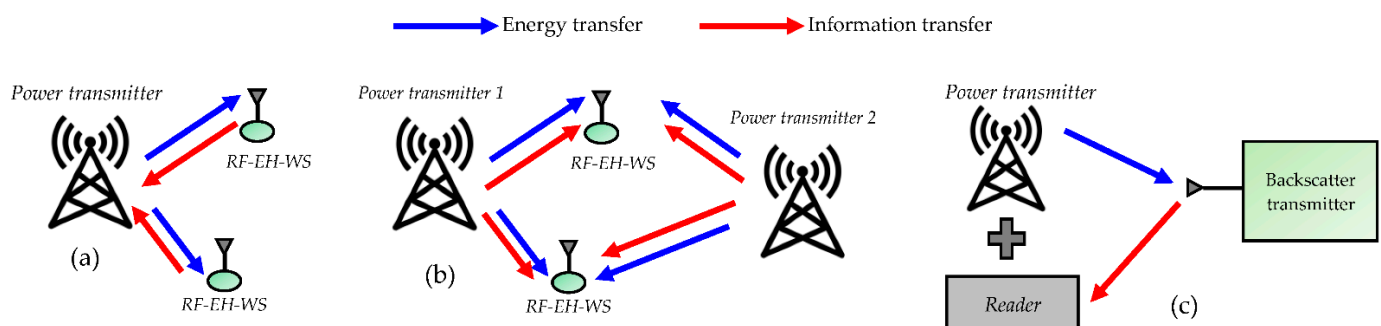 Energy transfer
Information transfer
Power transmitter
RF-EH-WS
RF-EH-WS
(a)
Power transmitter 1
RF-EH-WS
Power transmitter 2
RF-EH-WS
(b)
Power transmitter
Backscatter
transmitter
Reader
(c)